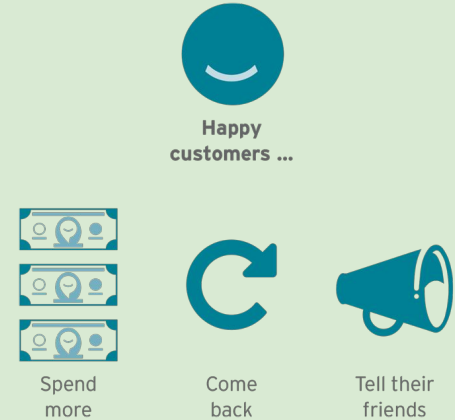 Happy
customers ...
Spend
more
Come
back
Tell their
friends